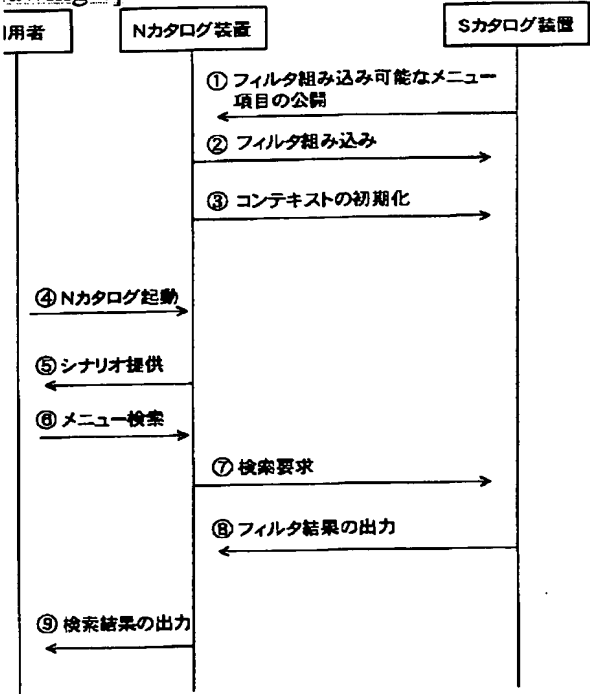 用者
Nカタログ装置
Sカタログ装置
① フィルタ組み込み可能なメニュー
項目の公開
② フィルタ組み込み
③ コンテキストの初期化
④ Nカタログ起動
⑤ シナリオ提供
⑥ メニュー検索
⑦ 検索要求
⑧ フィルタ結果の出力
⑨ 検索結果の出力